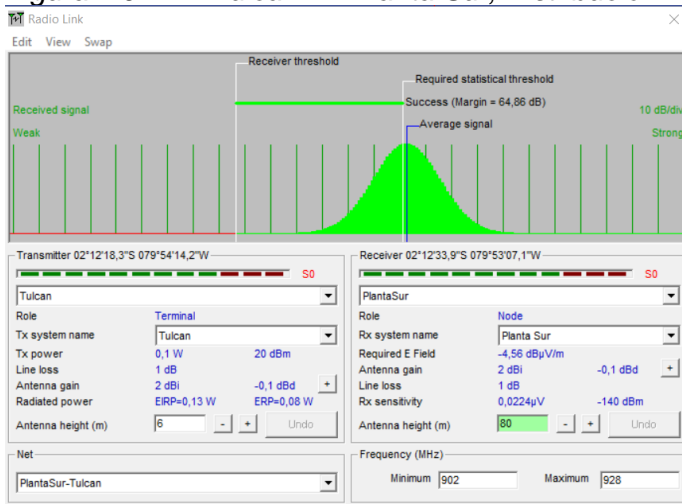 Radio Link
Edit View Swap
Receiver threshold
Required statistical threshold
Received signal
Success (Margin = 64,86 dB)
10 dB/div
Weak
Average signal
Strong
Transmitter 02°12'18,3"S 079°54'14,2"W
S0
Tulcan
Role Terminal
Tx system name Tulcan
Tx power 0,1 W 20 dBm
Line loss 1 dB
Antenna gain 2 dBi -0,1 dBd +
Radiated power EIRP=0,13 W ERP=0,08 W
Antenna height (m) 6 - + Undo
Receiver 02°12'33,9"S 079°53'07,1"W
S0
PlantaSur
Role Node
Rx system name Planta Sur
Required E Field -4,56 dBµV/m
Antenna gain 2 dBi -0,1 dBd +
Line loss 1 dB
Rx sensitivity 0,0224µV -140 dBm
Antenna height (m) 80 - + Undo
Net
PlantaSur-Tulcan
Frequency (MHz)
Minimum 902 Maximum 928